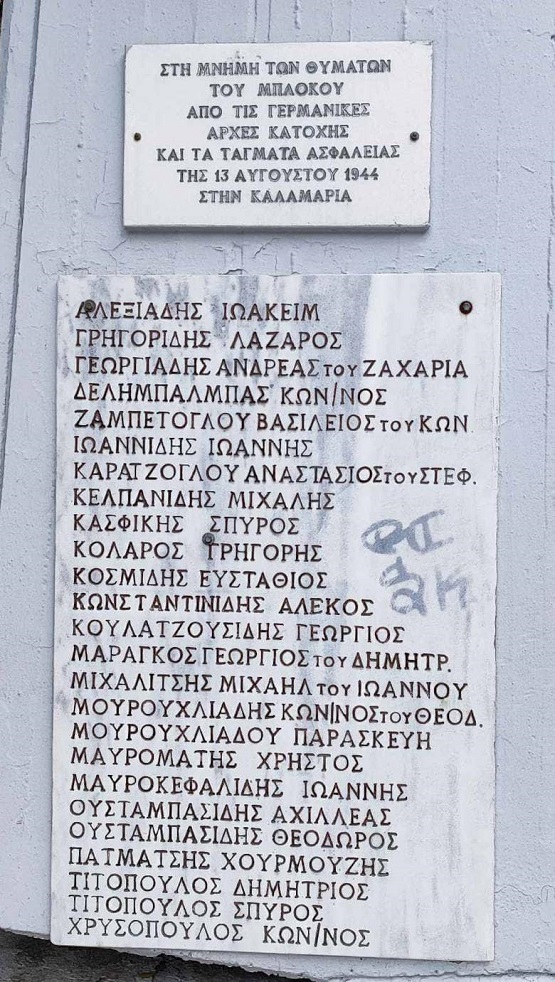 ΣΤΗ ΜΝΗΜΗ ΤΩΝ ΘΥΜΑΤΩΝ
ΤΟΥ ΜΠΛΟΚΟΥ
ΑΠΟ ΤΙΣ ΓΕΡΜΑΝΙΚΕΣ
ΑΡΧΕΣ ΚΑΤΟΧΗΣ
ΚΑΙ ΤΑ ΤΑΓΜΑΤΑ ΑΣΦΑΛΕΙΑΣ
ΤΗΣ 13 ΑΥΓΟΥΣΤΟΥ 1944
ΣΤΗΝ ΚΑΛΑΜΑΡΙΑ
ΑΛΕΞΙΑΔΗΣ ΙΩΑΚΕΙΜ
ΓΡΗΓΟΡΙΔΗΣ ΛΑΖΑΡΟΣ
ΓΕΩΡΓΙΑΔΗΣ ΑΝΔΡΕΑΣ του ΖΑΧΑΡΙΑ
ΔΕΛΗΜΠΑΛΜΠΑΣ ΚΩΝ/ΝΟΣ
ΖΑΜΠΕΤΟΓΛΟΥ ΒΑΣΙΛΕΙΟΣ του ΚΩΝ
ΙΩΑΝΝΙΔΗΣ ΙΩΑΝΝΗΣ
ΚΑΡΑΤΖΟΓΛΟΥ ΑΝΑΣΤΑΣΙΟΣ του ΣΤΕΦ.
ΚΕΛΠΑΝΙΔΗΣ ΜΙΧΑΛΗΣ
ΚΑΣΦΙΚΗΣ ΣΠΥΡΟΣ
ΚΟΛΑΡΟΣ ΓΡΗΓΟΡΗΣ
ΚΟΣΜΙΔΗΣ ΕΥΣΤΑΘΙΟΣ
ΚΩΝΣΤΑΝΤΙΝΙΔΗΣ ΑΛΕΚΟΣ
ΚΟΥΛΑΤΖΟΥΣΙΔΗΣ ΓΕΩΡΓΙΟΣ
ΜΑΡΑΓΚΟΣ ΓΕΩΡΓΙΟΣ του ΔΗΜΗΤΡ.
ΜΙΧΑΛΙΤΣΗΣ ΜΙΧΑΗΛ του ΙΩΑΝΝΟΥ
ΜΟΥΡΟΥΧΛΙΑΔΗΣ ΚΩΝ/ΝΟΣ του ΘΕΟΔ.
ΜΟΥΡΟΥΧΛΙΑΔΟΥ ΠΑΡΑΣΚΕΥΗ
ΜΑΥΡΟΜΑΤΗΣ ΧΡΗΣΤΟΣ
ΜΑΥΡΟΚΕΦΑΛΙΔΗΣ ΙΩΑΝΝΗΣ
ΟΥΣΤΑΜΠΑΣΙΔΗΣ ΑΧΙΛΛΕΑΣ
ΟΥΣΤΑΜΠΑΣΙΔΗΣ ΘΕΟΔΩΡΟΣ
ΠΑΤΜΑΤΣΗΣ ΧΟΥΡΜΟΥΖΗΣ
ΤΙΤΟΠΟΥΛΟΣ ΔΗΜΗΤΡΙΟΣ
ΤΙΤΟΠΟΥΛΟΣ ΣΠΥΡΟΣ
ΧΡΥΣΟΠΟΥΛΟΣ ΚΩΝ/ΝΟΣ